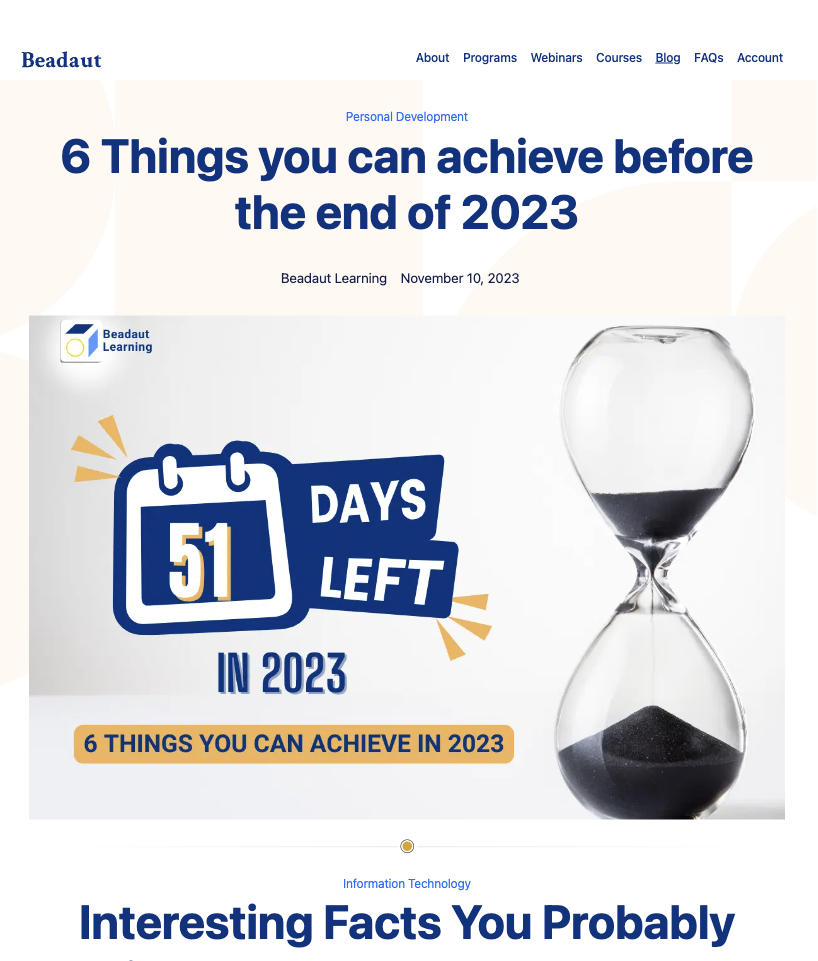 Beadaut
About Programs Webinars Courses Blog FAQs Account
Personal Development
6 Things you can achieve before
the end of 2023
Beadaut Learning November 10, 2023
Beadaut
Learning
51
DAYS
LEFT
IN 2023
6 THINGS YOU CAN ACHIEVE IN 2023
Information Technology
Interesting Facts You Probably